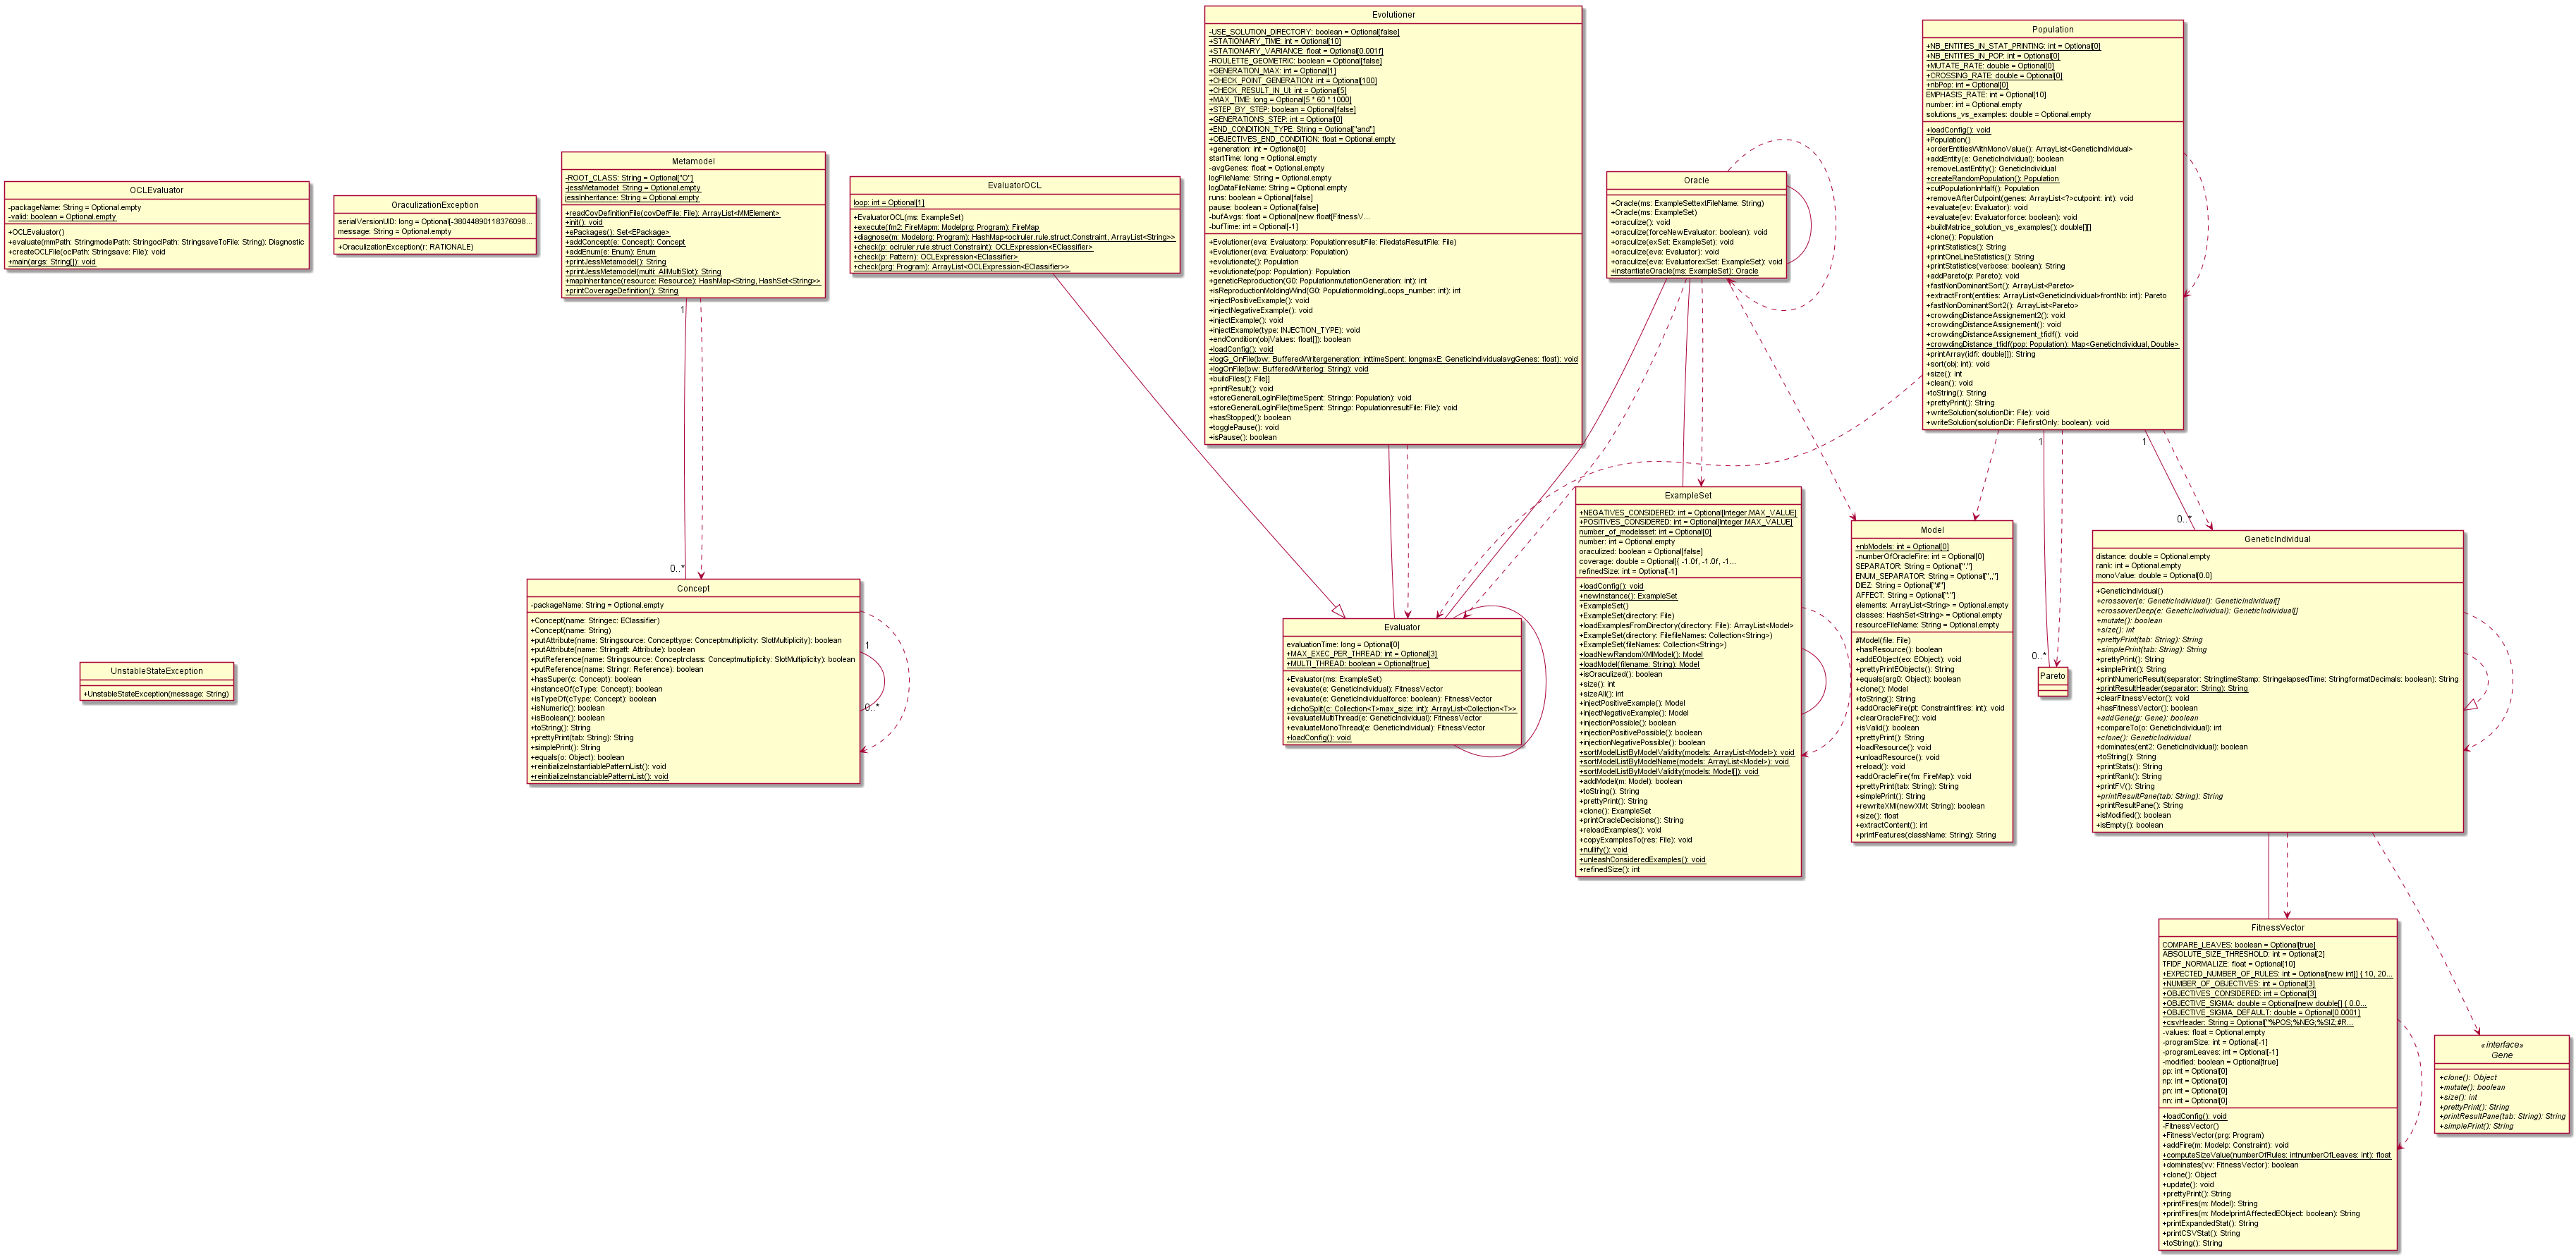 Evolutioner
-USE_SOLUTION_DIRECTORY: boolean = Optional[false]
+STATIONARY_TIME: int = Optional[10]
+STATIONARY_VARIANCE: float = Optional[0.001f]
-ROULETTE_GEOMETRIC: boolean = Optional[false]
+GENERATION_MAX: int = Optional[1]
+CHECK_POINT_GENERATION: int = Optional[100]
+CHECK_RESULT_IN_UI: int = Optional[5]
+MAX_TIME: long = Optional[5 * 60 * 1000]
+STEP_BY_STEP: boolean = Optional[false]
+GENERATIONS_STEP: int = Optional[0]
+END_CONDITION_TYPE: String = Optional["and"]
+OBJECTIVES_END_CONDITION: float = Optional.empty
+generation: int = Optional[0]
startTime: long = Optional.empty
-avgGenes: float = Optional.empty
logFileName: String = Optional.empty
logDataFileName: String = Optional.empty
runs: boolean = Optional[false]
pause: boolean = Optional[false]
-bufAvgs: float = Optional[new float[FitnessV...
-bufTime: int = Optional[-1]
+Evolutioner(eva: Evaluatorp: PopulationresultFile: FiledataResultFile: File)
+Evolutioner(eva: Evaluatorp: Population)
+evolutionate(): Population
+evolutionate(pop: Population): Population
+geneticReproduction(G0: PopulationmutationGeneration: int): int
+isReproductionMoldingWind(G0: PopulationmoldingLoops_number: int): int
+injectPositiveExample(): void
+injectNegativeExample(): void
+injectExample(): void
+injectExample(type: INJECTION_TYPE): void
+endCondition(objValues: float[]): boolean
+loadConfig(): void
+logG_OnFile(bw: BufferedWritergeneration: inttimeSpent: longmaxE: GeneticIndividualavgGenes: float): void
+logOnFile(bw: BufferedWriterlog: String): void
+buildFiles(): File[]
+printResult(): void
+storeGeneralLogInFile(timeSpent: Stringp: Population): void
+storeGeneralLogInFile(timeSpent: Stringp: PopulationresultFile: File): void
+hasStopped(): boolean
+togglePause(): void
+isPause(): boolean
Population
+NB_ENTITIES_IN_STAT_PRINTING: int = Optional[0]
+NB_ENTITIES_IN_POP: int = Optional[0]
+MUTATE_RATE: double = Optional[0]
+CROSSING_RATE: double = Optional[0]
+nbPop: int = Optional[0]
EMPHASIS_RATE: int = Optional[10]
number: int = Optional.empty
solutions_vs_examples: double = Optional.empty
+loadConfig(): void
+Population()
+orderEntitiesWithMonoValue(): ArrayList<GeneticIndividual>
+addEntity(e: GeneticIndividual): boolean
+removeLastEntity(): GeneticIndividual
+createRandomPopulation(): Population
+cutPopulationInHalf(): Population
+removeAfterCutpoint(genes: ArrayList<?>cutpoint: int): void
+evaluate(ev: Evaluator): void
+evaluate(ev: Evaluatorforce: boolean): void
+buildMatrice_solution_vs_examples(): double[][]
+clone(): Population
+printStatistics(): String
+printOneLineStatistics(): String
+printStatistics(verbose: boolean): String
+addPareto(p: Pareto): void
+fastNonDominantSort(): ArrayList<Pareto>
+extractFront(entities: ArrayList<GeneticIndividual>frontNb: int): Pareto
+fastNonDominantSort2(): ArrayList<Pareto>
+crowdingDistanceAssignement2(): void
+crowdingDistanceAssignement(): void
+crowdingDistanceAssignement_tfidf(): void
+crowdingDistance_tfidf(pop: Population): Map<GeneticIndividual, Double>
+printArray(idfi: double[]): String
+sort(obj: int): void
+size(): int
+clean(): void
+toString(): String
+prettyPrint(): String
+writeSolution(solutionDir: File): void
+writeSolution(solutionDir: FilefirstOnly: boolean): void
OCLEvaluator
-packageName: String = Optional.empty
-valid: boolean = Optional.empty
+OCLEvaluator()
+evaluate(mmPath: StringmodelPath: StringoclPath: StringsaveToFile: String): Diagnostic
+createOCLFile(oclPath: Stringsave: File): void
+main(args: String[]): void
OraculizationException
serialVersionUID: long = Optional[-38044890118376098...
message: String = Optional.empty
+OraculizationException(r: RATIONALE)
Metamodel
-ROOT_CLASS: String = Optional["O"]
-jessMetamodel: String = Optional.empty
jessInheritance: String = Optional.empty
+readCovDefinitionFile(covDefFile: File): ArrayList<MMElement>
+init(): void
+ePackages(): Set<EPackage>
+addConcept(e: Concept): Concept
+addEnum(e: Enum): Enum
+printJessMetamodel(): String
+printJessMetamodel(multi: AllMultiSlot): String
+mapInheritance(resource: Resource): HashMap<String, HashSet<String>>
+printCoverageDefinition(): String
EvaluatorOCL
loop: int = Optional[1]
+EvaluatorOCL(ms: ExampleSet)
+execute(fm2: FireMapm: Modelprg: Program): FireMap
+diagnose(m: Modelprg: Program): HashMap<oclruler.rule.struct.Constraint, ArrayList<String>>
+check(p: oclruler.rule.struct.Constraint): OCLExpression<EClassifier>
+check(p: Pattern): OCLExpression<EClassifier>
+check(prg: Program): ArrayList<OCLExpression<EClassifier>>
Oracle
+Oracle(ms: ExampleSettextFileName: String)
+Oracle(ms: ExampleSet)
+oraculize(): void
+oraculize(forceNewEvaluator: boolean): void
+oraculize(exSet: ExampleSet): void
+oraculize(eva: Evaluator): void
+oraculize(eva: EvaluatorexSet: ExampleSet): void
+instantiateOracle(ms: ExampleSet): Oracle
1
0..*
1
1
0..*
0..*
ExampleSet
+NEGATIVES_CONSIDERED: int = Optional[Integer.MAX_VALUE]
+POSITIVES_CONSIDERED: int = Optional[Integer.MAX_VALUE]
number_of_modelsset: int = Optional[0]
number: int = Optional.empty
oraculized: boolean = Optional[false]
coverage: double = Optional[{ -1.0f, -1.0f, -1...
refinedSize: int = Optional[-1]
+loadConfig(): void
+newInstance(): ExampleSet
+ExampleSet()
+ExampleSet(directory: File)
+loadExamplesFromDirectory(directory: File): ArrayList<Model>
+ExampleSet(directory: FilefileNames: Collection<String>)
+ExampleSet(fileNames: Collection<String>)
+loadNewRandomXMIModel(): Model
+loadModel(filename: String): Model
+isOraculized(): boolean
+size(): int
+sizeAll(): int
+injectPositiveExample(): Model
+injectNegativeExample(): Model
+injectionPossible(): boolean
+injectionPositivePossible(): boolean
+injectionNegativePossible(): boolean
+sortModelListByModelValidity(models: ArrayList<Model>): void
+sortModelListByModelName(models: ArrayList<Model>): void
+sortModelListByModelValidity(models: Model[]): void
+addModel(m: Model): boolean
+toString(): String
+prettyPrint(): String
+clone(): ExampleSet
+printOracleDecisions(): String
+reloadExamples(): void
+copyExamplesTo(res: File): void
+nullify(): void
+unleashConsideredExamples(): void
+refinedSize(): int
Model
+nbModels: int = Optional[0]
-numberOfOracleFire: int = Optional[0]
SEPARATOR: String = Optional["."]
ENUM_SEPARATOR: String = Optional[",,"]
DIEZ: String = Optional["#"]
AFFECT: String = Optional[":"]
elements: ArrayList<String> = Optional.empty
classes: HashSet<String> = Optional.empty
resourceFileName: String = Optional.empty
#Model(file: File)
+hasResource(): boolean
+addEObject(eo: EObject): void
+prettyPrintEObjects(): String
+equals(arg0: Object): boolean
+clone(): Model
+toString(): String
+addOracleFire(pt: Constraintfires: int): void
+clearOracleFire(): void
+isValid(): boolean
+prettyPrint(): String
+loadResource(): void
+unloadResource(): void
+reload(): void
+addOracleFire(fm: FireMap): void
+prettyPrint(tab: String): String
+simplePrint(): String
+rewriteXMI(newXMI: String): boolean
+size(): float
+extractContent(): int
+printFeatures(className: String): String
GeneticIndividual
distance: double = Optional.empty
rank: int = Optional.empty
monoValue: double = Optional[0.0]
+GeneticIndividual()
+crossover(e: GeneticIndividual): GeneticIndividual[]
+crossoverDeep(e: GeneticIndividual): GeneticIndividual[]
+mutate(): boolean
+size(): int
+prettyPrint(tab: String): String
+simplePrint(tab: String): String
+prettyPrint(): String
+simplePrint(): String
+printNumericResult(separator: StringtimeStamp: StringelapsedTime: StringformatDecimals: boolean): String
+printResultHeader(separator: String): String
+clearFitnessVector(): void
+hasFitnessVector(): boolean
+addGene(g: Gene): boolean
+compareTo(o: GeneticIndividual): int
+clone(): GeneticIndividual
+dominates(ent2: GeneticIndividual): boolean
+toString(): String
+printStats(): String
+printRank(): String
+printFV(): String
+printResultPane(tab: String): String
+printResultPane(): String
+isModified(): boolean
+isEmpty(): boolean
Concept
-packageName: String = Optional.empty
+Concept(name: Stringec: EClassifier)
+Concept(name: String)
+putAttribute(name: Stringsource: Concepttype: Conceptmultiplicity: SlotMultiplicity): boolean
+putAttribute(name: Stringatt: Attribute): boolean
+putReference(name: Stringsource: Conceptrclass: Conceptmultiplicity: SlotMultiplicity): boolean
+putReference(name: Stringr: Reference): boolean
+hasSuper(c: Concept): boolean
+instanceOf(cType: Concept): boolean
+isTypeOf(cType: Concept): boolean
+isNumeric(): boolean
+isBoolean(): boolean
+toString(): String
+prettyPrint(tab: String): String
+simplePrint(): String
+equals(o: Object): boolean
+reinitializeInstantiablePatternList(): void
+reinitializeInstanciablePatternList(): void
1
0..*
Evaluator
evaluationTime: long = Optional[0]
+MAX_EXEC_PER_THREAD: int = Optional[3]
+MULTI_THREAD: boolean = Optional[true]
+Evaluator(ms: ExampleSet)
+evaluate(e: GeneticIndividual): FitnessVector
+evaluate(e: GeneticIndividualforce: boolean): FitnessVector
+dichoSplit(c: Collection<T>max_size: int): ArrayList<Collection<T>>
+evaluateMultiThread(e: GeneticIndividual): FitnessVector
+evaluateMonoThread(e: GeneticIndividual): FitnessVector
+loadConfig(): void
UnstableStateException
+UnstableStateException(message: String)
Pareto
FitnessVector
COMPARE_LEAVES: boolean = Optional[true]
ABSOLUTE_SIZE_THRESHOLD: int = Optional[2]
TFIDF_NORMALIZE: float = Optional[10]
+EXPECTED_NUMBER_OF_RULES: int = Optional[new int[] { 10, 20...
+NUMBER_OF_OBJECTIVES: int = Optional[3]
+OBJECTIVES_CONSIDERED: int = Optional[3]
+OBJECTIVE_SIGMA: double = Optional[new double[] { 0.0...
+OBJECTIVE_SIGMA_DEFAULT: double = Optional[0.0001]
+csvHeader: String = Optional["%POS;%NEG;%SIZ;#R...
-values: float = Optional.empty
-programSize: int = Optional[-1]
-programLeaves: int = Optional[-1]
-modified: boolean = Optional[true]
pp: int = Optional[0]
np: int = Optional[0]
pn: int = Optional[0]
nn: int = Optional[0]
+loadConfig(): void
-FitnessVector()
+FitnessVector(prg: Program)
+addFire(m: Modelp: Constraint): void
+computeSizeValue(numberOfRules: intnumberOfLeaves: int): float
+dominates(vv: FitnessVector): boolean
+clone(): Object
+update(): void
+prettyPrint(): String
+printFires(m: Model): String
+printFires(m: ModelprintAffectedEObject: boolean): String
+printExpandedStat(): String
+printCSVStat(): String
+toString(): String
«interface»
Gene
+clone(): Object
+mutate(): boolean
+size(): int
+prettyPrint(): String
+printResultPane(tab: String): String
+simplePrint(): String